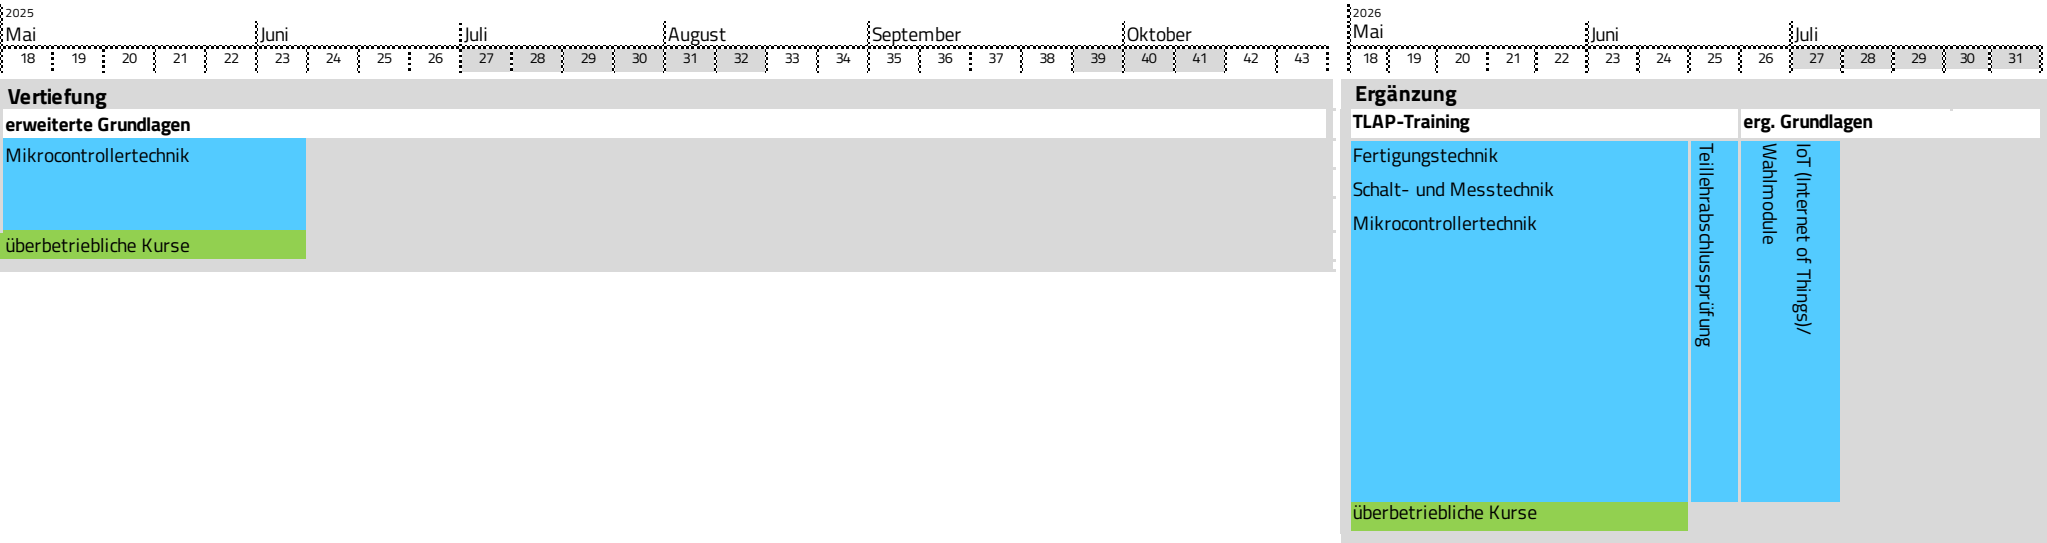 2025
Mai Juni Juli August September Oktober
18 19 20 21 22 23 24 25 26 27 28 29 30 31 32 33 34 35 36 37 38 39 40 41 42 43
Vertiefung
erweiterte Grundlagen
Mikrocontrollertechnik
überbetriebliche Kurse
2026
Mai Juni Juli
18 19 20 21 22 23 24 25 26 27 28 29 30 31
Ergänzung
TLAP-Training
erg. Grundlagen
Fertigungstechnik
Schalt- und Messtechnik
Mikrocontrollertechnik
Teillehrabschlussprüfung
IoT (Internet of Things)/
Wahlmodule
überbetriebliche Kurse